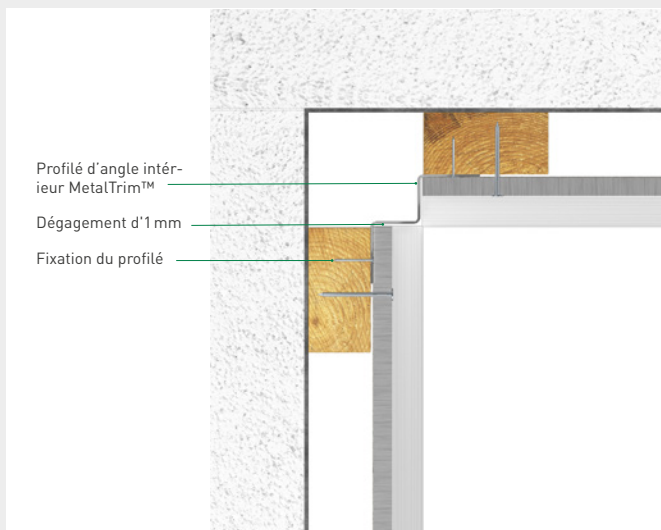 Profilé d'angle intér-
ieur MetalTrim™
Dégagement d'1 mm
Fixation du profilé